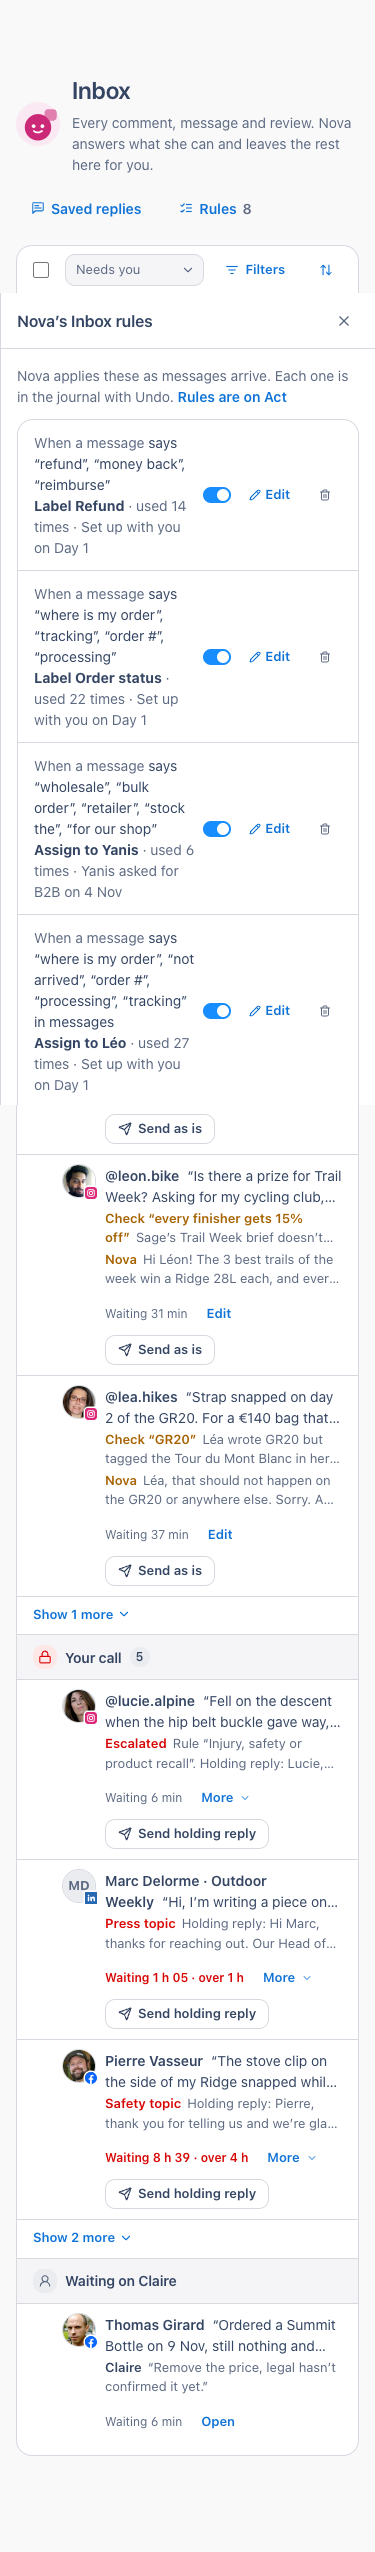 Inbox
Every comment, message and review. Nova
answers what she can and leaves the rest
here for you.
Saved replies
Rules 8
Needs you
Filters
Nova’s Inbox rules
Nova applies these as messages arrive. Each one is
in the journal with Undo. Rules are on Act
When a message says
“refund”, “money back”,
“reimburse”
Label Refund · used 14
times · Set up with you
on Day 1
Edit
When a message says
“where is my order”,
“tracking”, “order #”,
“processing”
Label Order status ·
used 22 times · Set up
with you on Day 1
Edit
When a message says
“wholesale”, “bulk
order”, “retailer”, “stock
the”, “for our shop”
Assign to Yanis · used 6
times · Yanis asked for
B2B on 4 Nov
Edit
When a message says
“where is my order”, “not
arrived”, “order #”,
“processing”, “tracking”
in messages
Assign to Léo · used 27
times · Set up with you
on Day 1
Edit
Send as is
@leon.bike “Is there a prize for Trail
Week? Asking for my cycling club,…
Check “every finisher gets 15%
off” Sage’s Trail Week brief doesn’t…
Nova Hi Léon! The 3 best trails of the
week win a Ridge 28L each, and ever…
Waiting 31 min Edit
Send as is
@lea.hikes “Strap snapped on day
2 of the GR20. For a €140 bag that…
Check “GR20” Léa wrote GR20 but
tagged the Tour du Mont Blanc in her…
Nova Léa, that should not happen on
the GR20 or anywhere else. Sorry. A…
Waiting 37 min Edit
Send as is
Show 1 more
Your call 5
@lucie.alpine “Fell on the descent
when the hip belt buckle gave way,…
Escalated Rule “Injury, safety or
product recall”. Holding reply: Lucie,…
Waiting 6 min More
Send holding reply
MD
Marc Delorme · Outdoor
Weekly “Hi, I’m writing a piece on…
Press topic Holding reply: Hi Marc,
thanks for reaching out. Our Head of…
Waiting 1 h 05 · over 1 h More
Send holding reply
Pierre Vasseur “The stove clip on
the side of my Ridge snapped whil…
Safety topic Holding reply: Pierre,
thank you for telling us and we’re gla…
Waiting 8 h 39 · over 4 h More
Send holding reply
Show 2 more
Waiting on Claire
Thomas Girard “Ordered a Summit
Bottle on 9 Nov, still nothing and…
Claire “Remove the price, legal hasn’t
confirmed it yet.”
Waiting 6 min Open